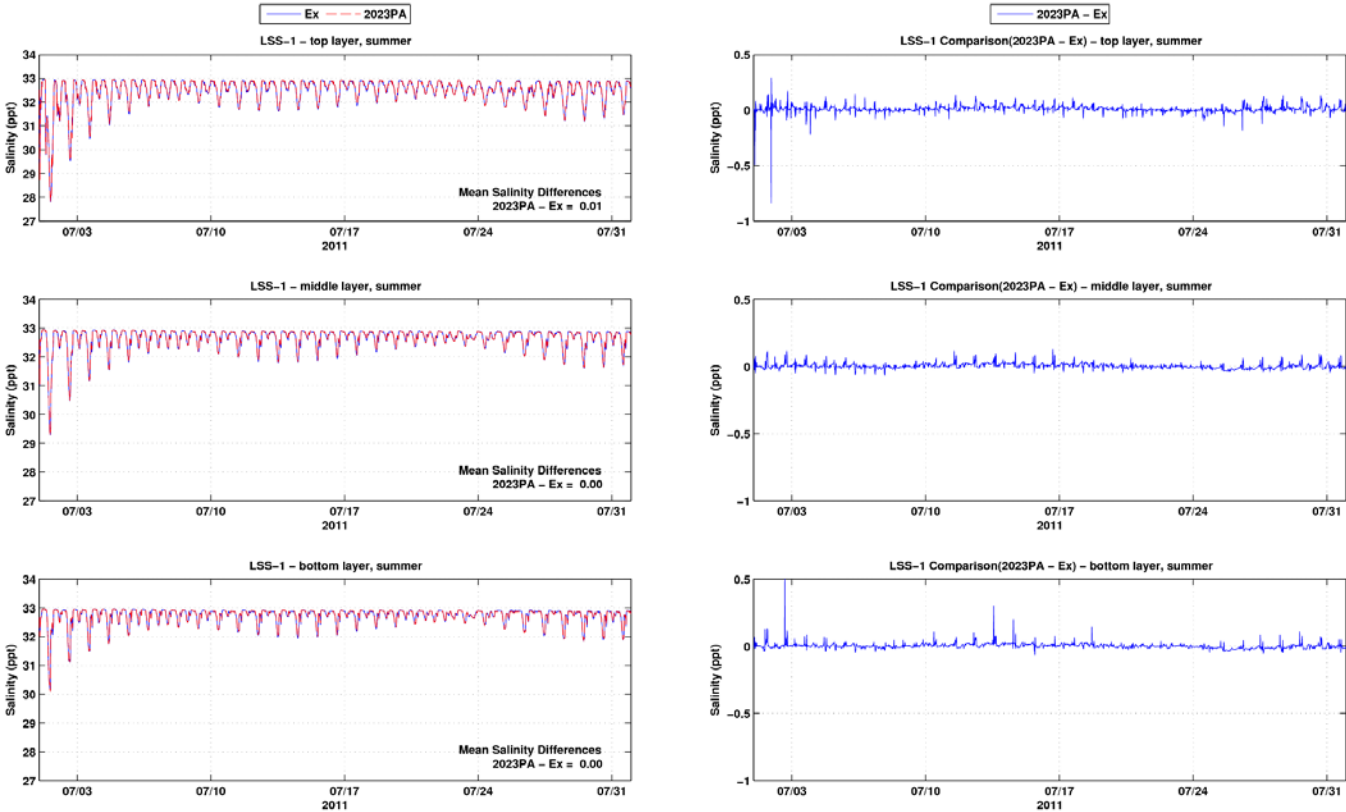 Ex 2023PA
LSS-1 - top layer, summer
34
33
32
31
30
29
28
27
Salinity (ppt)
Mean Salinity Differences
2023PA - Ex = 0.01
07/03 07/10 07/17 07/24 07/31
2011
2023PA - Ex
LSS-1 Comparison(2023PA - Ex) - top layer, summer
0.5
0
-0.5
-1
Salinity (ppt)
07/03 07/10 07/17 07/24 07/31
2011
LSS-1 - middle layer, summer
34
33
32
31
30
29
28
27
Salinity (ppt)
Mean Salinity Differences
2023PA - Ex = 0.00
07/03 07/10 07/17 07/24 07/31
2011
LSS-1 Comparison(2023PA - Ex) - middle layer, summer
0.5
0
-0.5
-1
Salinity (ppt)
07/03 07/10 07/17 07/24 07/31
2011
LSS-1 - bottom layer, summer
34
33
32
31
30
29
28
27
Salinity (ppt)
Mean Salinity Differences
2023PA - Ex = 0.00
07/03 07/10 07/17 07/24 07/31
2011
LSS-1 Comparison(2023PA - Ex) - bottom layer, summer
0.5
0
-0.5
-1
Salinity (ppt)
07/03 07/10 07/17 07/24 07/31
2011